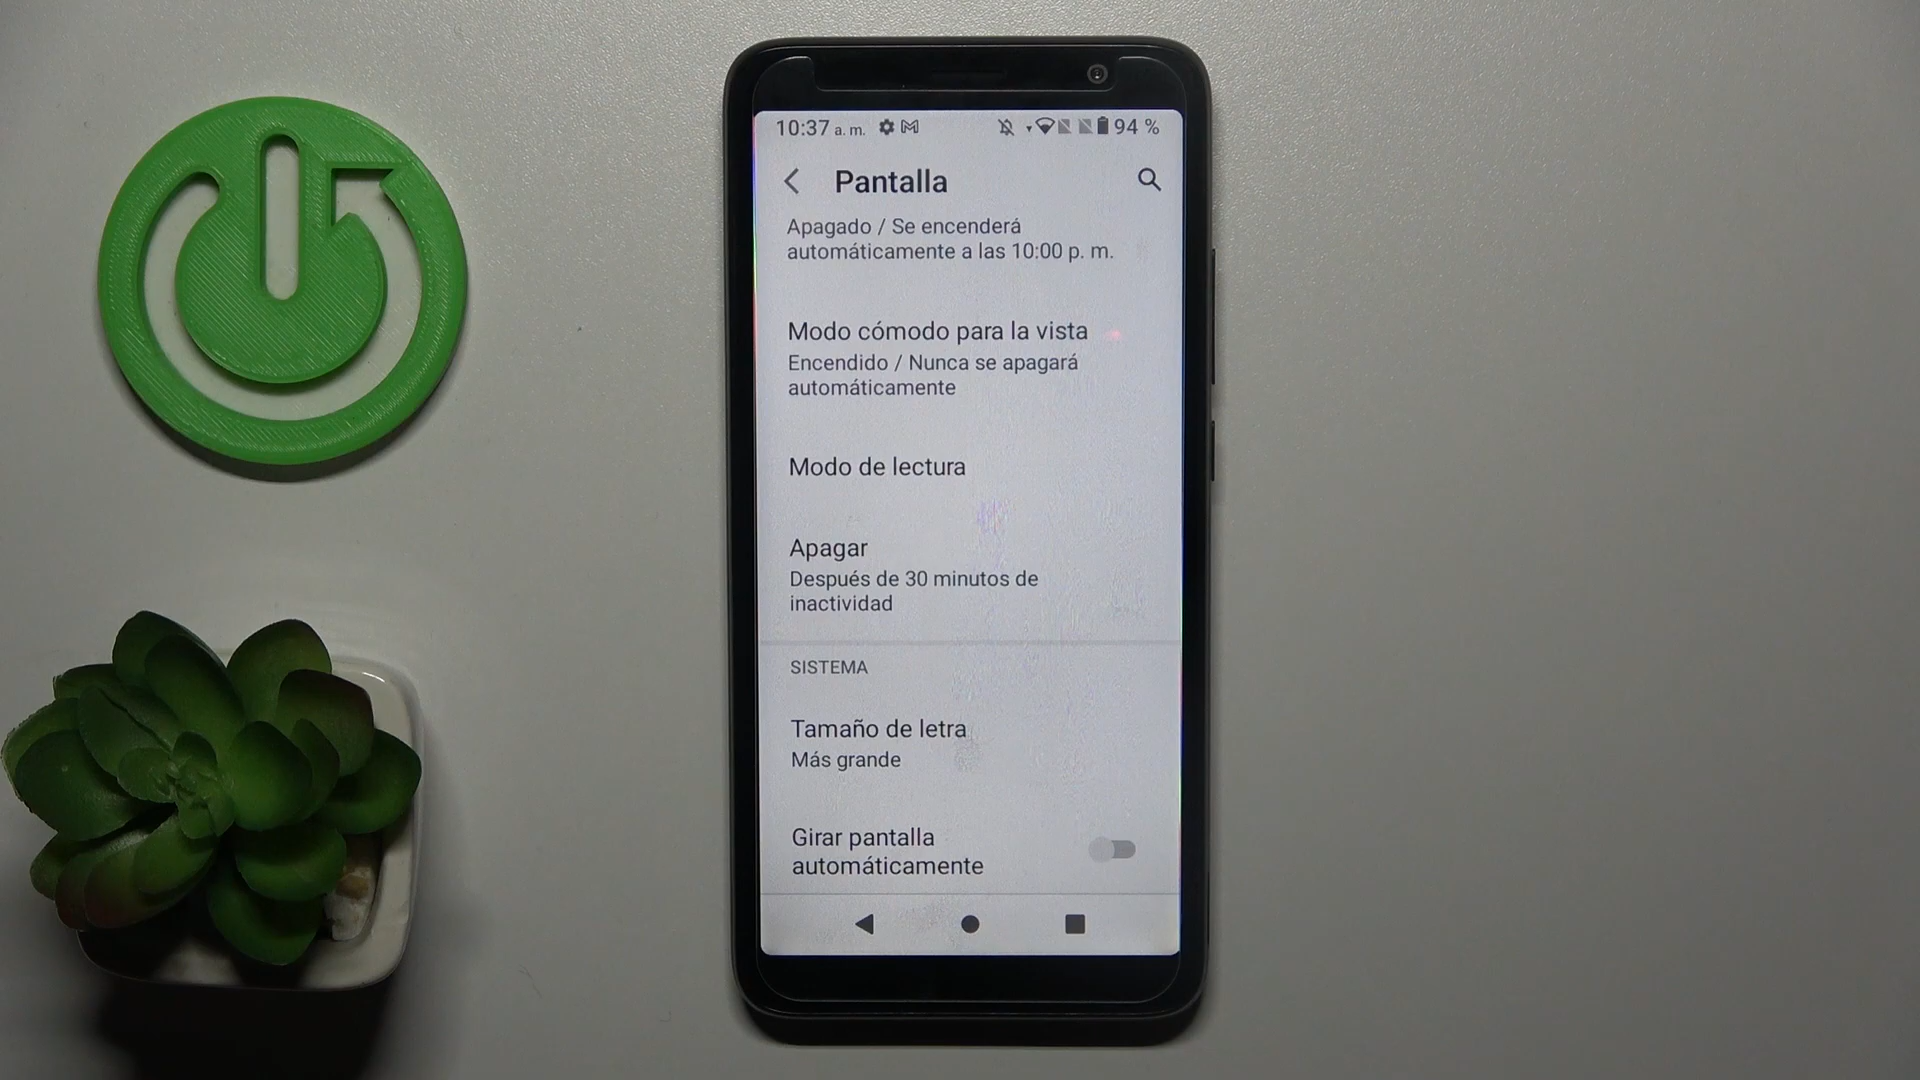 10:37 a. m. 94 %
Pantalla
Apagado / Se encenderá
automáticamente a las 10:00 p. m.
Modo cómodo para la vista
Encendido / Nunca se apagará
automáticamente
Modo de lectura
Apagar
Después de 30 minutos de
inactividad
SISTEMA
Tamaño de letra
Más grande
Girar pantalla
automáticamente